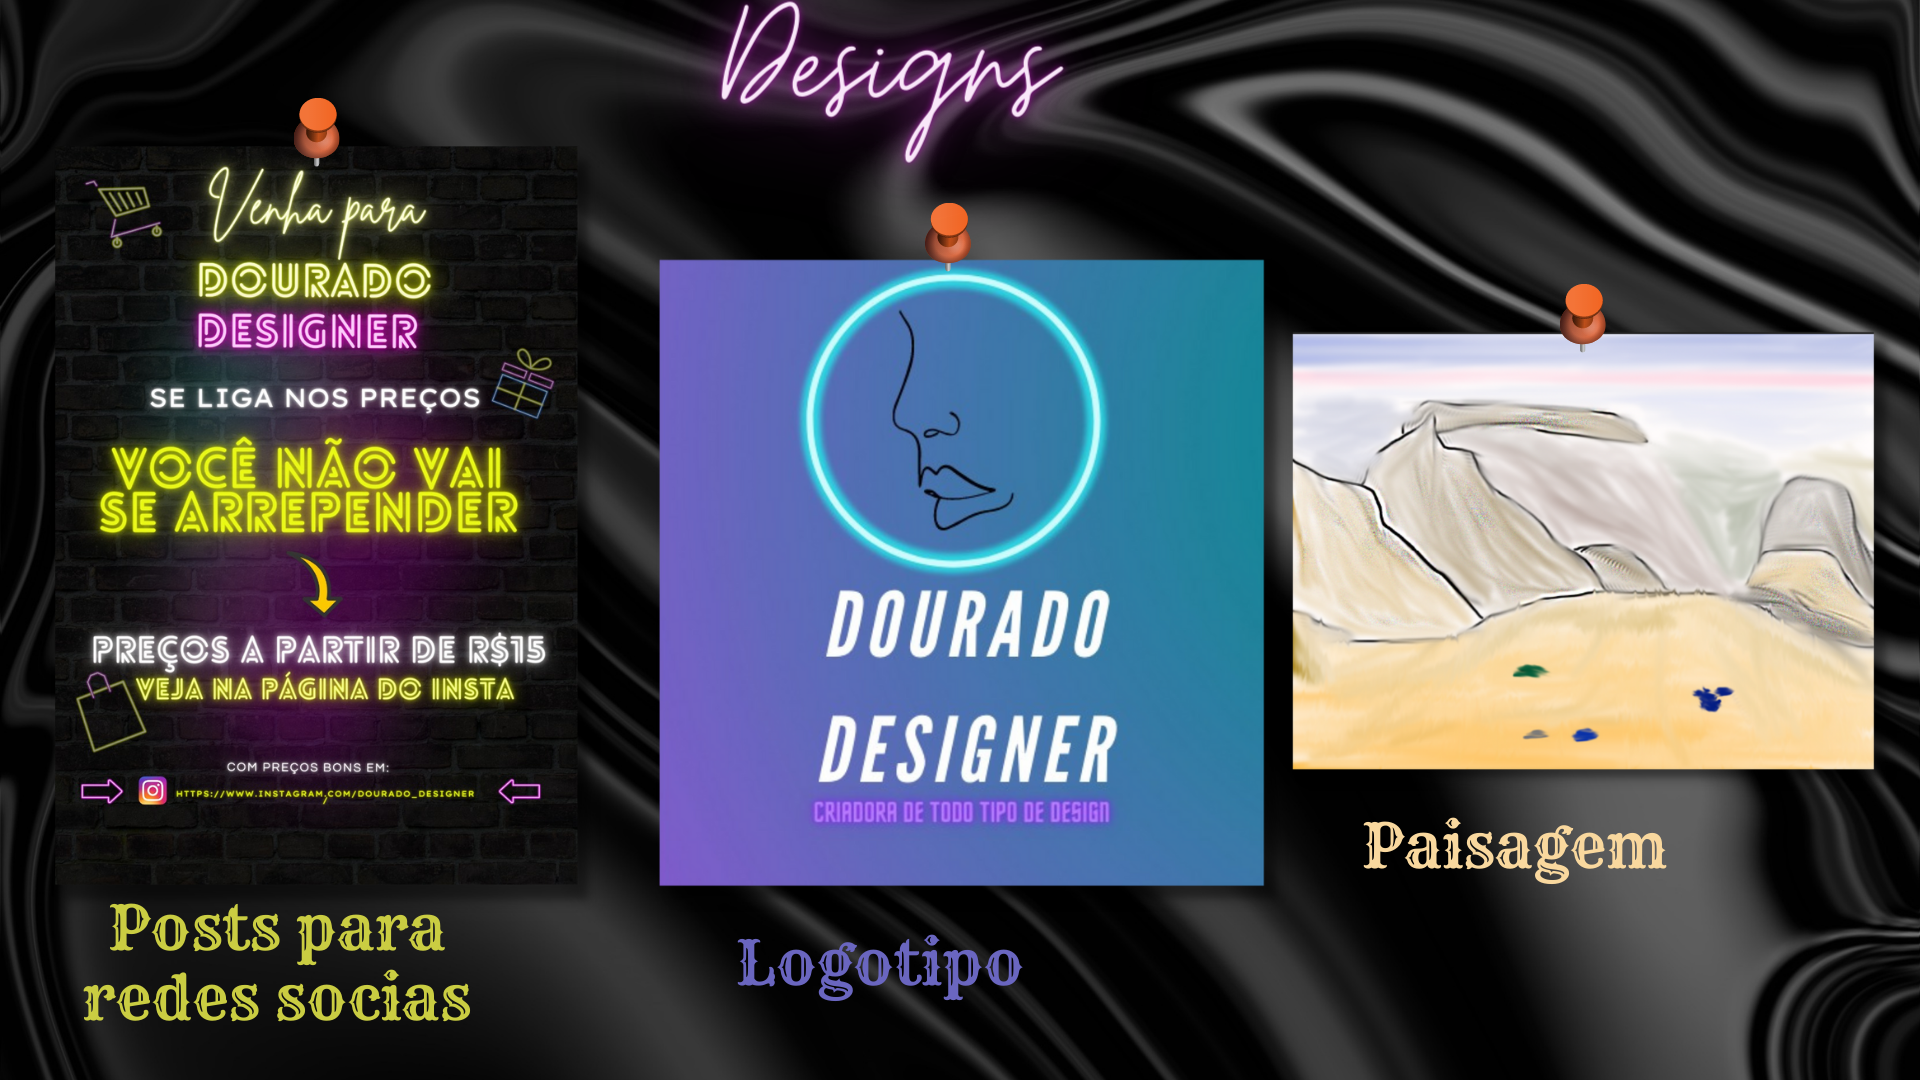 Designs
Venha para
DOURADO
DESIGNER
SE LIGA NOS PREÇOS
VOCÊ NÃO VAI
SE ARREPENDER
PREÇOS A PARTIR DE R$15
VEJA NA PÁGINA DO INSTA
COM PREÇOS BONS EM:
HTTPS://WWW.INSTAGRAM.COM/DOURADO_DESIGNER
Posts para
redes socias
DOURADO
DESIGNER
CRIADORA DE TODO TIPO DE DESIGN
Logotipo
Paisagem